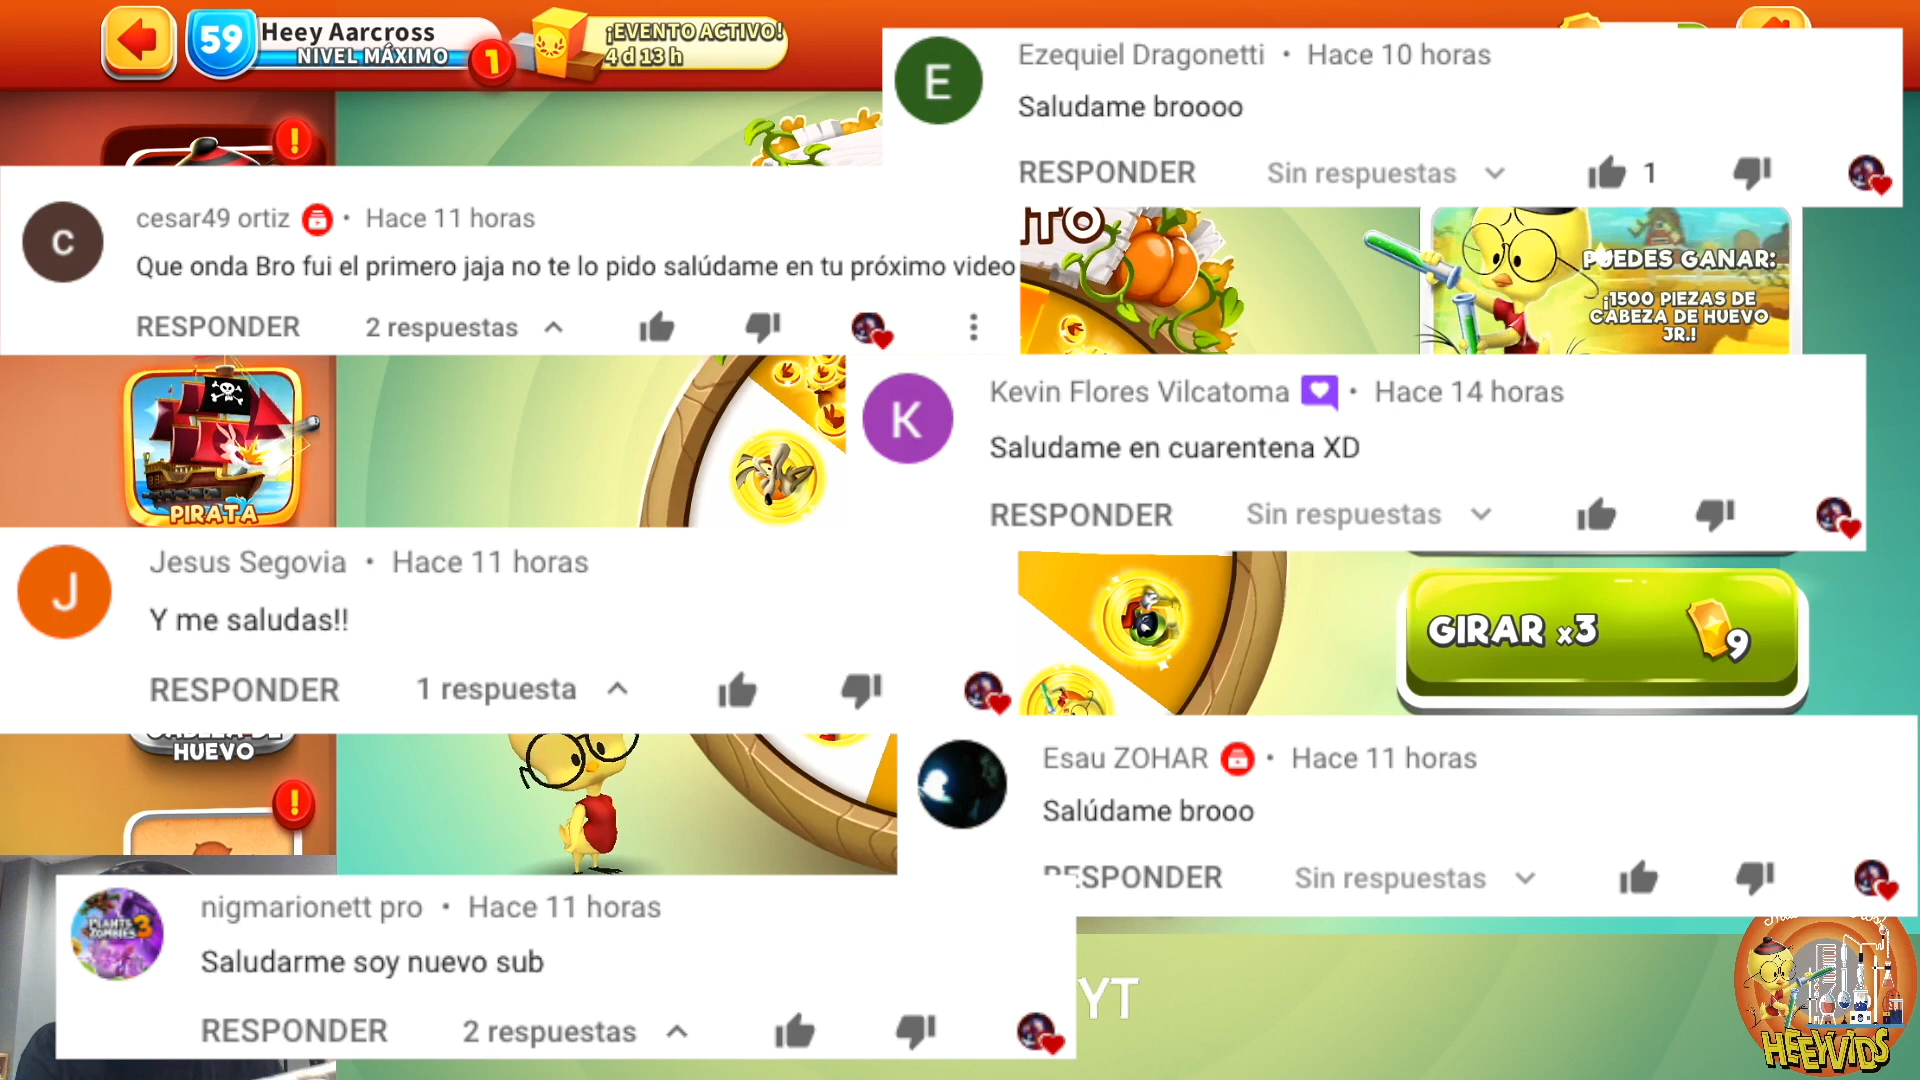 59
Heey Aarcross
NIVEL MÁXIMO
1
¡EVENTO ACTIVO!
4 d 13 h
E
Ezequiel Dragonetti • Hace 10 horas
Saludame broooo
RESPONDER Sin respuestas 1
C
cesar49 ortiz • Hace 11 horas
Que onda Bro fui el primero jaja no te lo pido salúdame en tu próximo video
RESPONDER 2 respuestas
PUEDES GANAR:
¡1500 PIEZAS DE
CABEZA DE HUEVO
JR.!
PIRATA
K
Kevin Flores Vilcatoma • Hace 14 horas
Saludame en cuarentena XD
RESPONDER Sin respuestas
J
Jesus Segovia • Hace 11 horas
Y me saludas!!
RESPONDER 1 respuesta
GIRAR x3 9
HUEVO
Esau ZOHAR • Hace 11 horas
Salúdame brooo
RESPONDER Sin respuestas
PLANTS
ZOMBIES 3
nigmarionett pro • Hace 11 horas
Saludarme soy nuevo sub
RESPONDER 2 respuestas
YT
HEEYVIDS